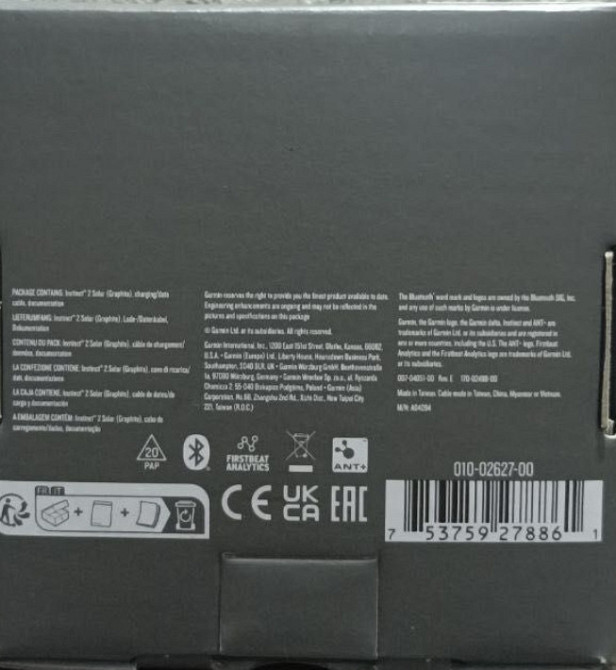 PACKAGE CONTAINS: Instinct® 2 Solar (Graphite), charging/data
cable, documentation
LIEFERUMFANG: Instinct® 2 Solar (Graphite), Lade-/Datenkabel,
Dokumentation
CONTENU DU PACK: Instinct® 2 Solar (Graphite), câble de chargement/
données, documentation
LA CONFEZIONE CONTIENE: Instinct® 2 Solar (Graphite), cavo di ricarica/
dati, documentazione
LA CAJA CONTIENE: Instinct® 2 Solar (Graphite), cable de datos/de
carga y documentación
A EMBALAGEM CONTÉM: Instinct® 2 Solar (Graphite), cabo de
carregamento/dados, documentação
Garmin reserves the right to provide you the finest product available to date.
Engineering enhancements are ongoing and may not be reflected in the
pictures and specifications on this package
© Garmin Ltd. or its subsidiaries. All rights reserved.
Garmin International, Inc., 1200 East 151st Street, Olathe, Kansas, 66062,
U.S.A. • Garmin (Europe) Ltd., Liberty House, Hounsdown Business Park,
Southampton, SO40 9LR, UK • Garmin Würzburg GmbH, Beethovenstraße
1a, 97080 Würzburg, Germany • Garmin Wrocław Sp. z o.o., ul. Ryszarda
Chomicza 2, 55-040 Biskupice Podgórne, Poland • Garmin (Asia)
Corporation, No.68, Zhangshu 2nd Rd., Xizhi Dist., New Taipei City
221, Taiwan (R.O.C.)
The Bluetooth® word mark and logos are owned by the Bluetooth SIG, Inc.
and any use of such marks by Garmin is under license.
Garmin, the Garmin logo, the Garmin delta, Instinct and ANT+ are
trademarks of Garmin Ltd. or its subsidiaries and are registered in
one or more countries, including the U.S. The ANT+ logo, Firstbeat
Analytics and the Firstbeat Analytics logo are trademarks of Garmin Ltd.
or its subsidiaries.
Rev. E
Made in Taiwan. Cable made in Taiwan, China, Myanmar or Vietnam.
M/N: A04294
20
PAP
FIRSTBEAT
ANALYTICS
ANT+
010-02627-00
FR
+ +
CE UK
CA EAC
7 53759 27886 1